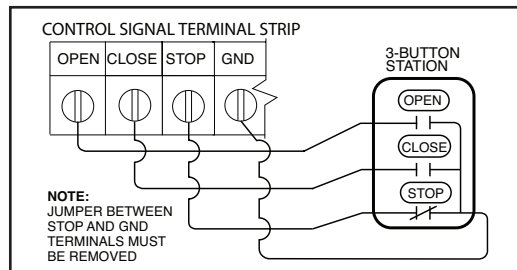 CONTROL SIGNAL TERMINAL STRIP
OPEN CLOSE STOP GND
3-BUTTON
STATION
OPEN
CLOSE
STOP
NOTE:
JUMPER BETWEEN
STOP AND GND
TERMINALS MUST
BE REMOVED